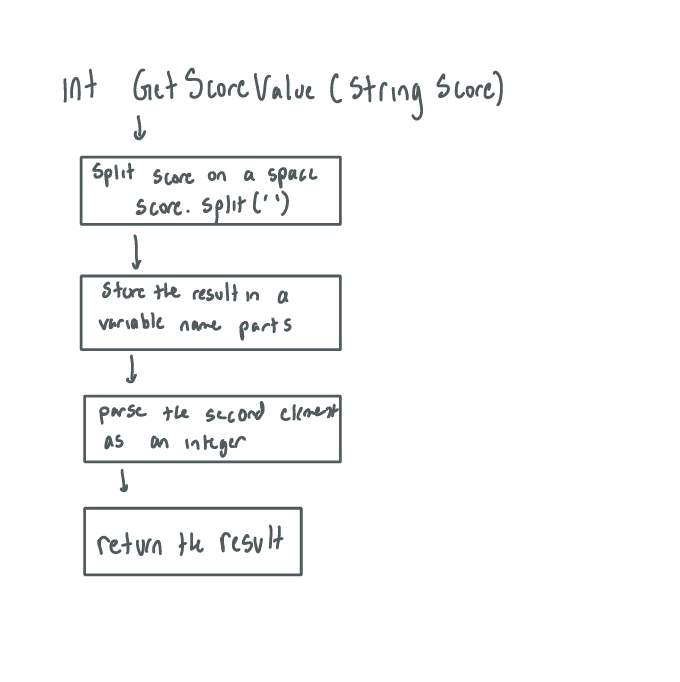 int GetScoreValue (String Score)
Split score on a space
score. split(' ')
Store the result in a
variable name parts
parse the second element
as an integer
return the result